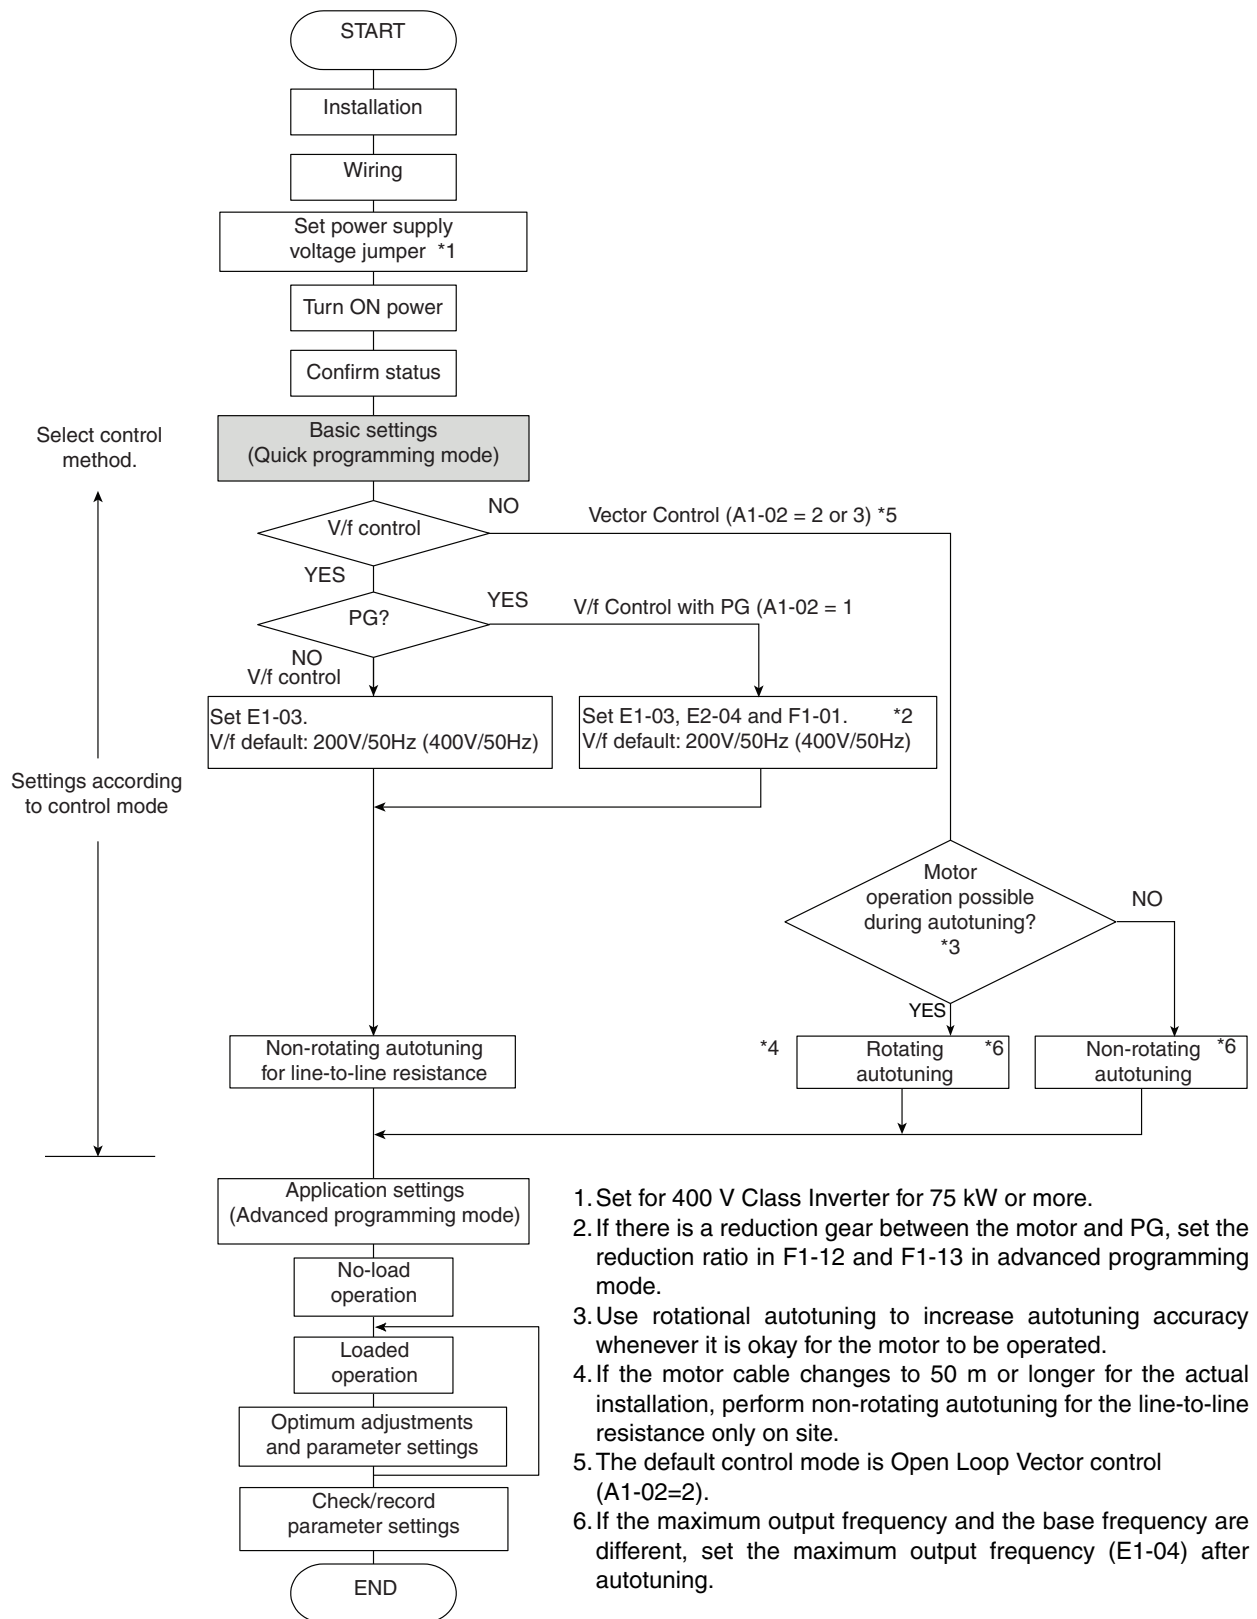 START
Installation
Wiring
Set power supply
voltage jumper *1
Turn ON power
Confirm status
Select control
method.
Basic settings
(Quick programming mode)
V/f control
NO
Vector Control (A1-02 = 2 or 3) *5
YES
PG?
YES
V/f Control with PG (A1-02 = 1
NO
V/f control
Set E1-03.
V/f default: 200V/50Hz (400V/50Hz)
Set E1-03, E2-04 and F1-01. *2
V/f default: 200V/50Hz (400V/50Hz)
Settings according
to control mode
Motor
operation possible
during autotuning?
*3
NO
YES
Non-rotating autotuning
for line-to-line resistance
*4
Rotating *6
autotuning
Non-rotating *6
autotuning
Application settings
(Advanced programming mode)
No-load
operation
Loaded
operation
Optimum adjustments
and parameter settings
Check/record
parameter settings
END
1. Set for 400 V Class Inverter for 75 kW or more.
2. If there is a reduction gear between the motor and PG, set the
reduction ratio in F1-12 and F1-13 in advanced programming
mode.
3. Use rotational autotuning to increase autotuning accuracy
whenever it is okay for the motor to be operated.
4. If the motor cable changes to 50 m or longer for the actual
installation, perform non-rotating autotuning for the line-to-line
resistance only on site.
5. The default control mode is Open Loop Vector control
(A1-02=2).
6. If the maximum output frequency and the base frequency are
different, set the maximum output frequency (E1-04) after
autotuning.